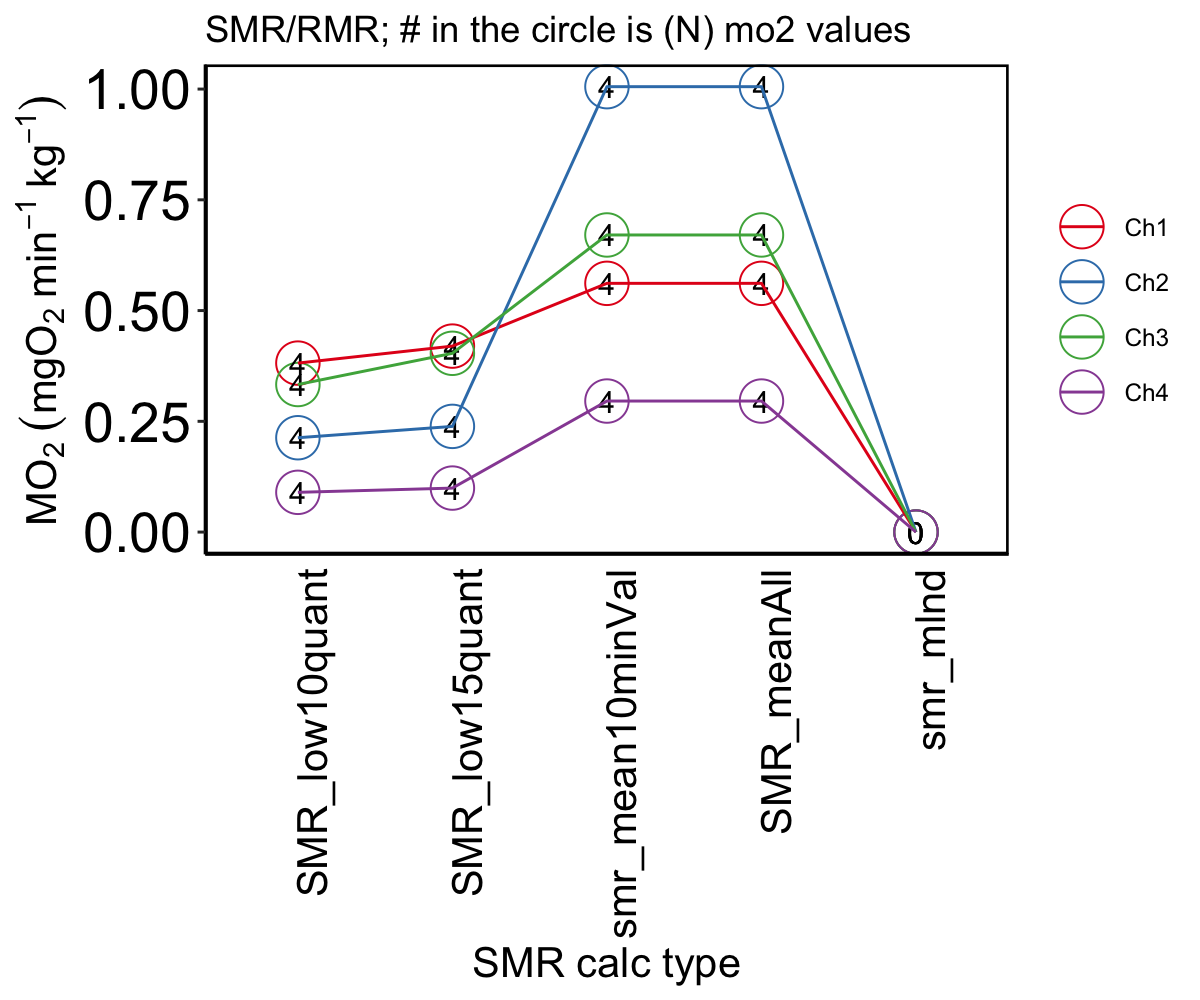 SMR/RMR; # in the circle is (N) mo2 values
MO₂ (mgO₂ min⁻¹ kg⁻¹)
1.00
0.75
0.50
0.25
0.00
4 4
4 4
4 4
4 4
4 4
4 4
4 4
4 4
0
SMR_low10quant
SMR_low15quant
smr_mean10minVal
SMR_meanAll
smr_mlnd
SMR calc type
Ch1
Ch2
Ch3
Ch4